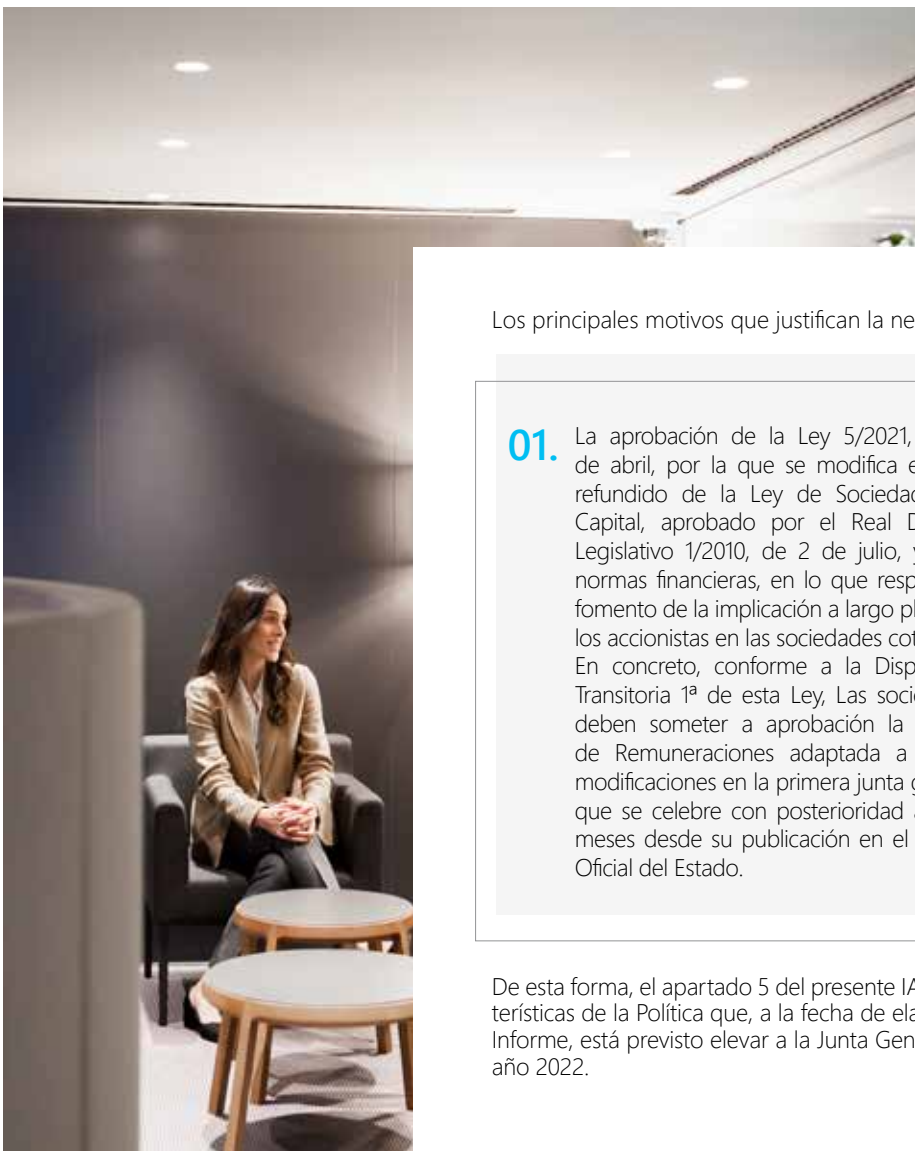 Los principales motivos que justifican la ne
01.
La aprobación de la Ley 5/2021,
de abril, por la que se modifica e
refundido de la Ley de Sociedad
Capital, aprobado por el Real D
Legislativo 1/2010, de 2 de julio, y
normas financieras, en lo que resp
fomento de la implicación a largo pl
los accionistas en las sociedades cot
En concreto, conforme a la Disp
Transitoria 1ª de esta Ley, Las soci
deben someter a aprobación la
de Remuneraciones adaptada a
modificaciones en la primera junta g
que se celebre con posterioridad a
meses desde su publicación en el
Oficial del Estado.
De esta forma, el apartado 5 del presente IA
terísticas de la Política que, a la fecha de ela
Informe, está previsto elevar a la Junta Gen
año 2022.